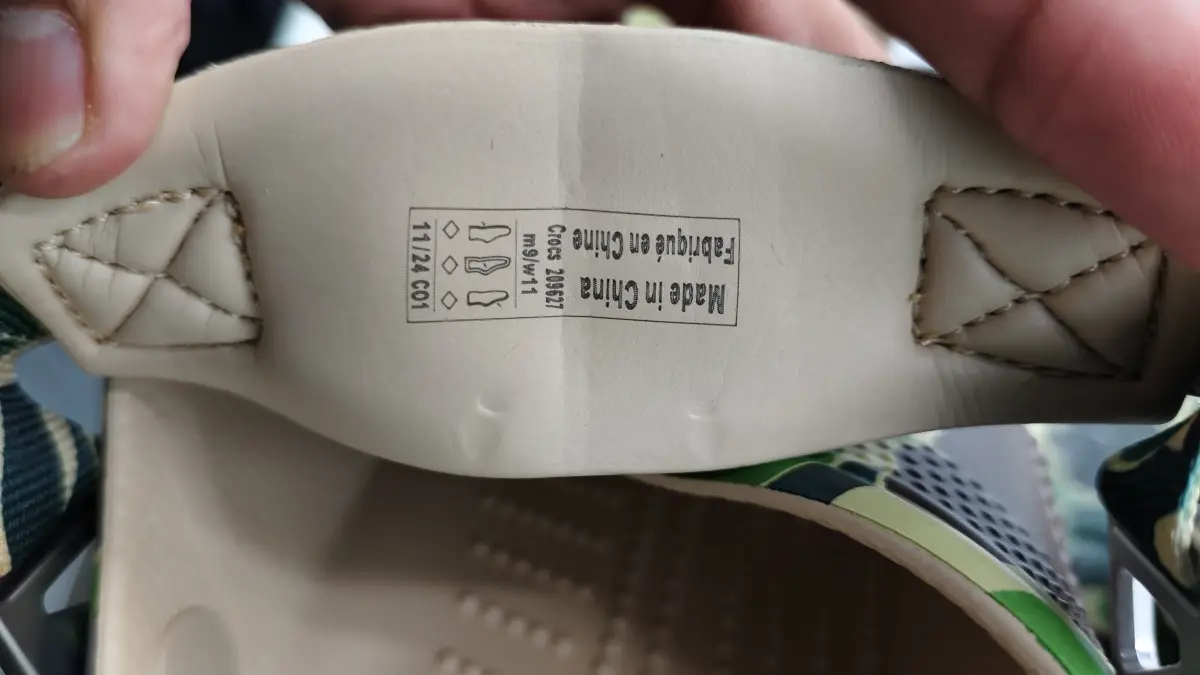 Made in China
Fabriqué en Chine
Crocs 209627
m9/w11
11/24 C01